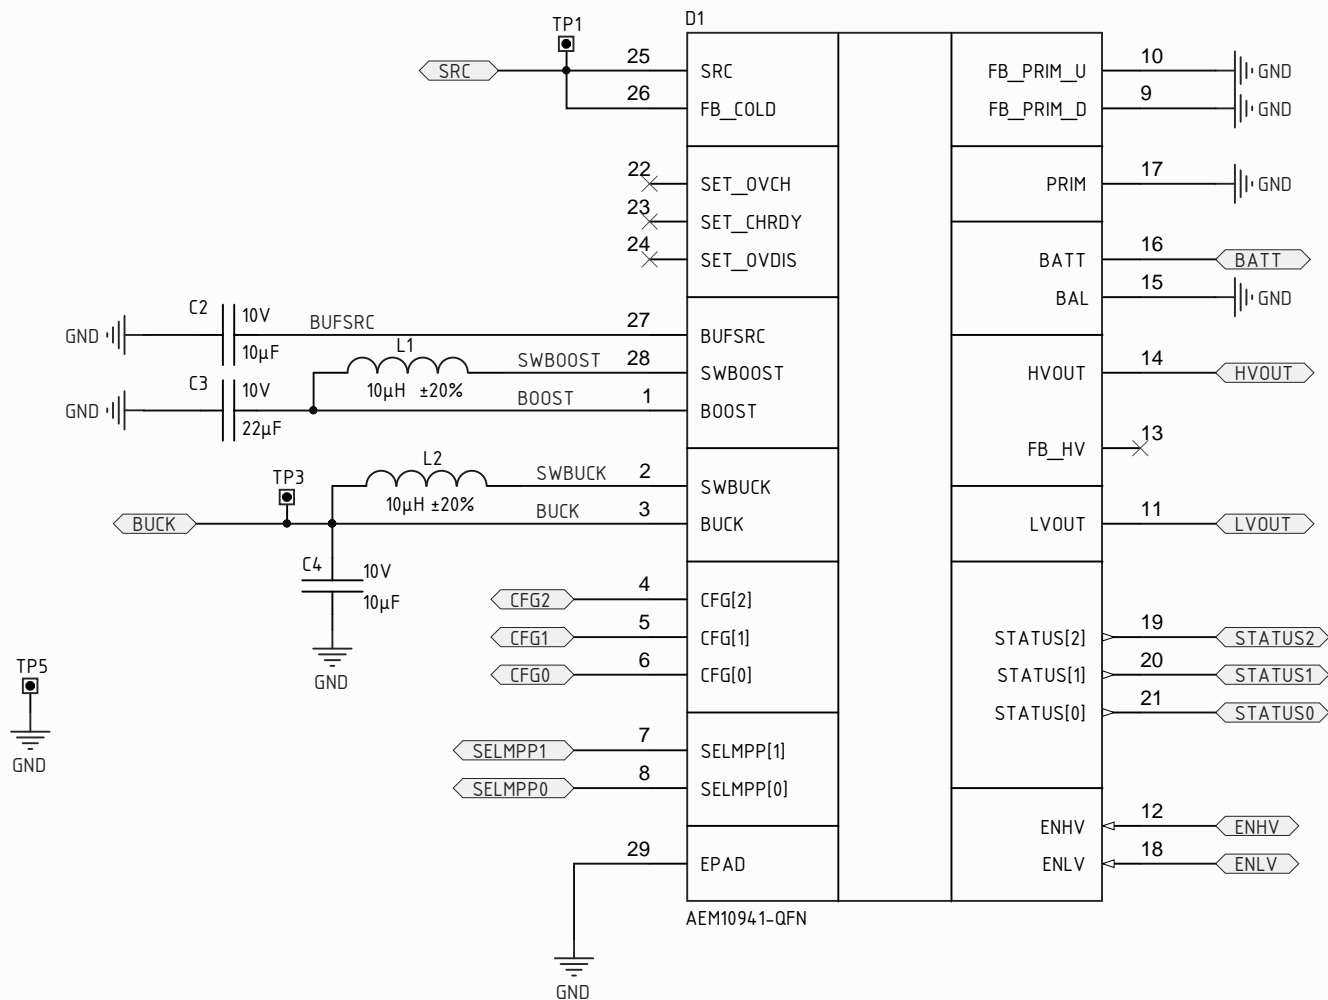 D1
TP1
SRC 25 SRC FB_PRIM_U 10 GND
26 FB_COLD FB_PRIM_D 9 GND
22 SET_OVCH PRIM 17 GND
23 SET_CHRDY
24 SET_OVDIS BATT 16 BATT
BAL 15 GND
C2 10V
GND 10µF BUFSRC 27 BUFSRC
L1
SWBOOST 28 SWBOOST HVOUT 14 HVOUT
10µH ±20%
C3 10V
GND 22µF BOOST 1 BOOST
FB_HV 13
L2
SWBUCK 2 SWBUCK
10µH ±20%
TP3
BUCK BUCK 3 BUCK LVOUT 11 LVOUT
C4 10V
10µF
GND
CFG2 4 CFG[2]
CFG1 5 CFG[1] STATUS[2] 19 STATUS2
CFG0 6 CFG[0] STATUS[1] 20 STATUS1
STATUS[0] 21 STATUS0
TP5
GND
SELMPP1 7 SELMPP[1]
SELMPP0 8 SELMPP[0]
ENHV 12 ENHV
29 EPAD ENLV 18 ENLV
AEM10941-QFN
GND